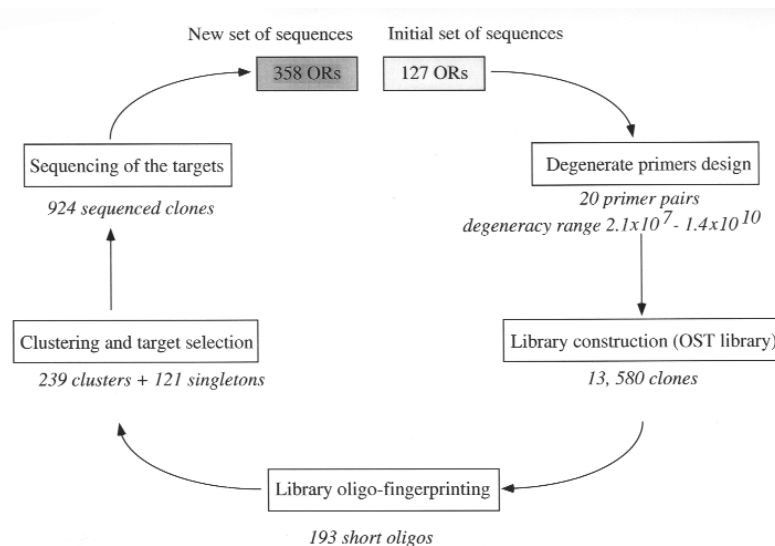 New set of sequences
Initial set of sequences
358 ORs
127 ORs
Sequencing of the targets
924 sequenced clones
Degenerate primers design
20 primer pairs
degeneracy range 2.1x10^7 - 1.4x10^10
Clustering and target selection
239 clusters + 121 singletons
Library construction (OST library)
13, 580 clones
Library oligo-fingerprinting
193 short oligos